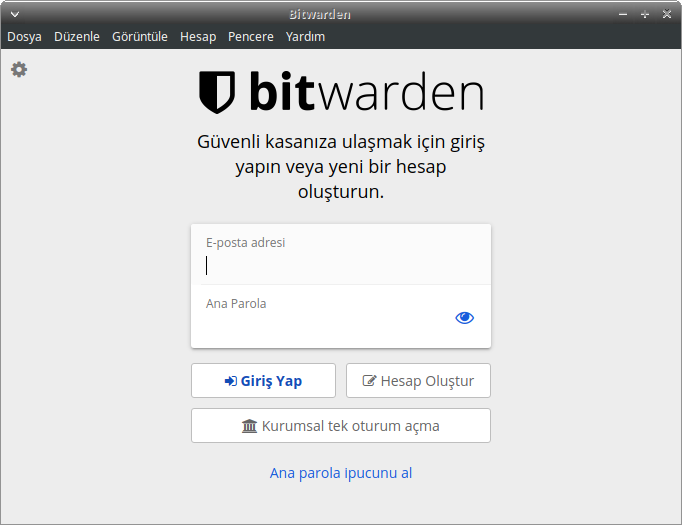 Bitwarden
Dosya Düzenle Görüntüle Hesap Pencere Yardım
bitwarden
Güvenli kasanıza ulaşmak için giriş
yapın veya yeni bir hesap
oluşturun.
E-posta adresi
Ana Parola
Giriş Yap
Hesap Oluştur
Kurumsal tek oturum açma
Ana parola ipucunu al